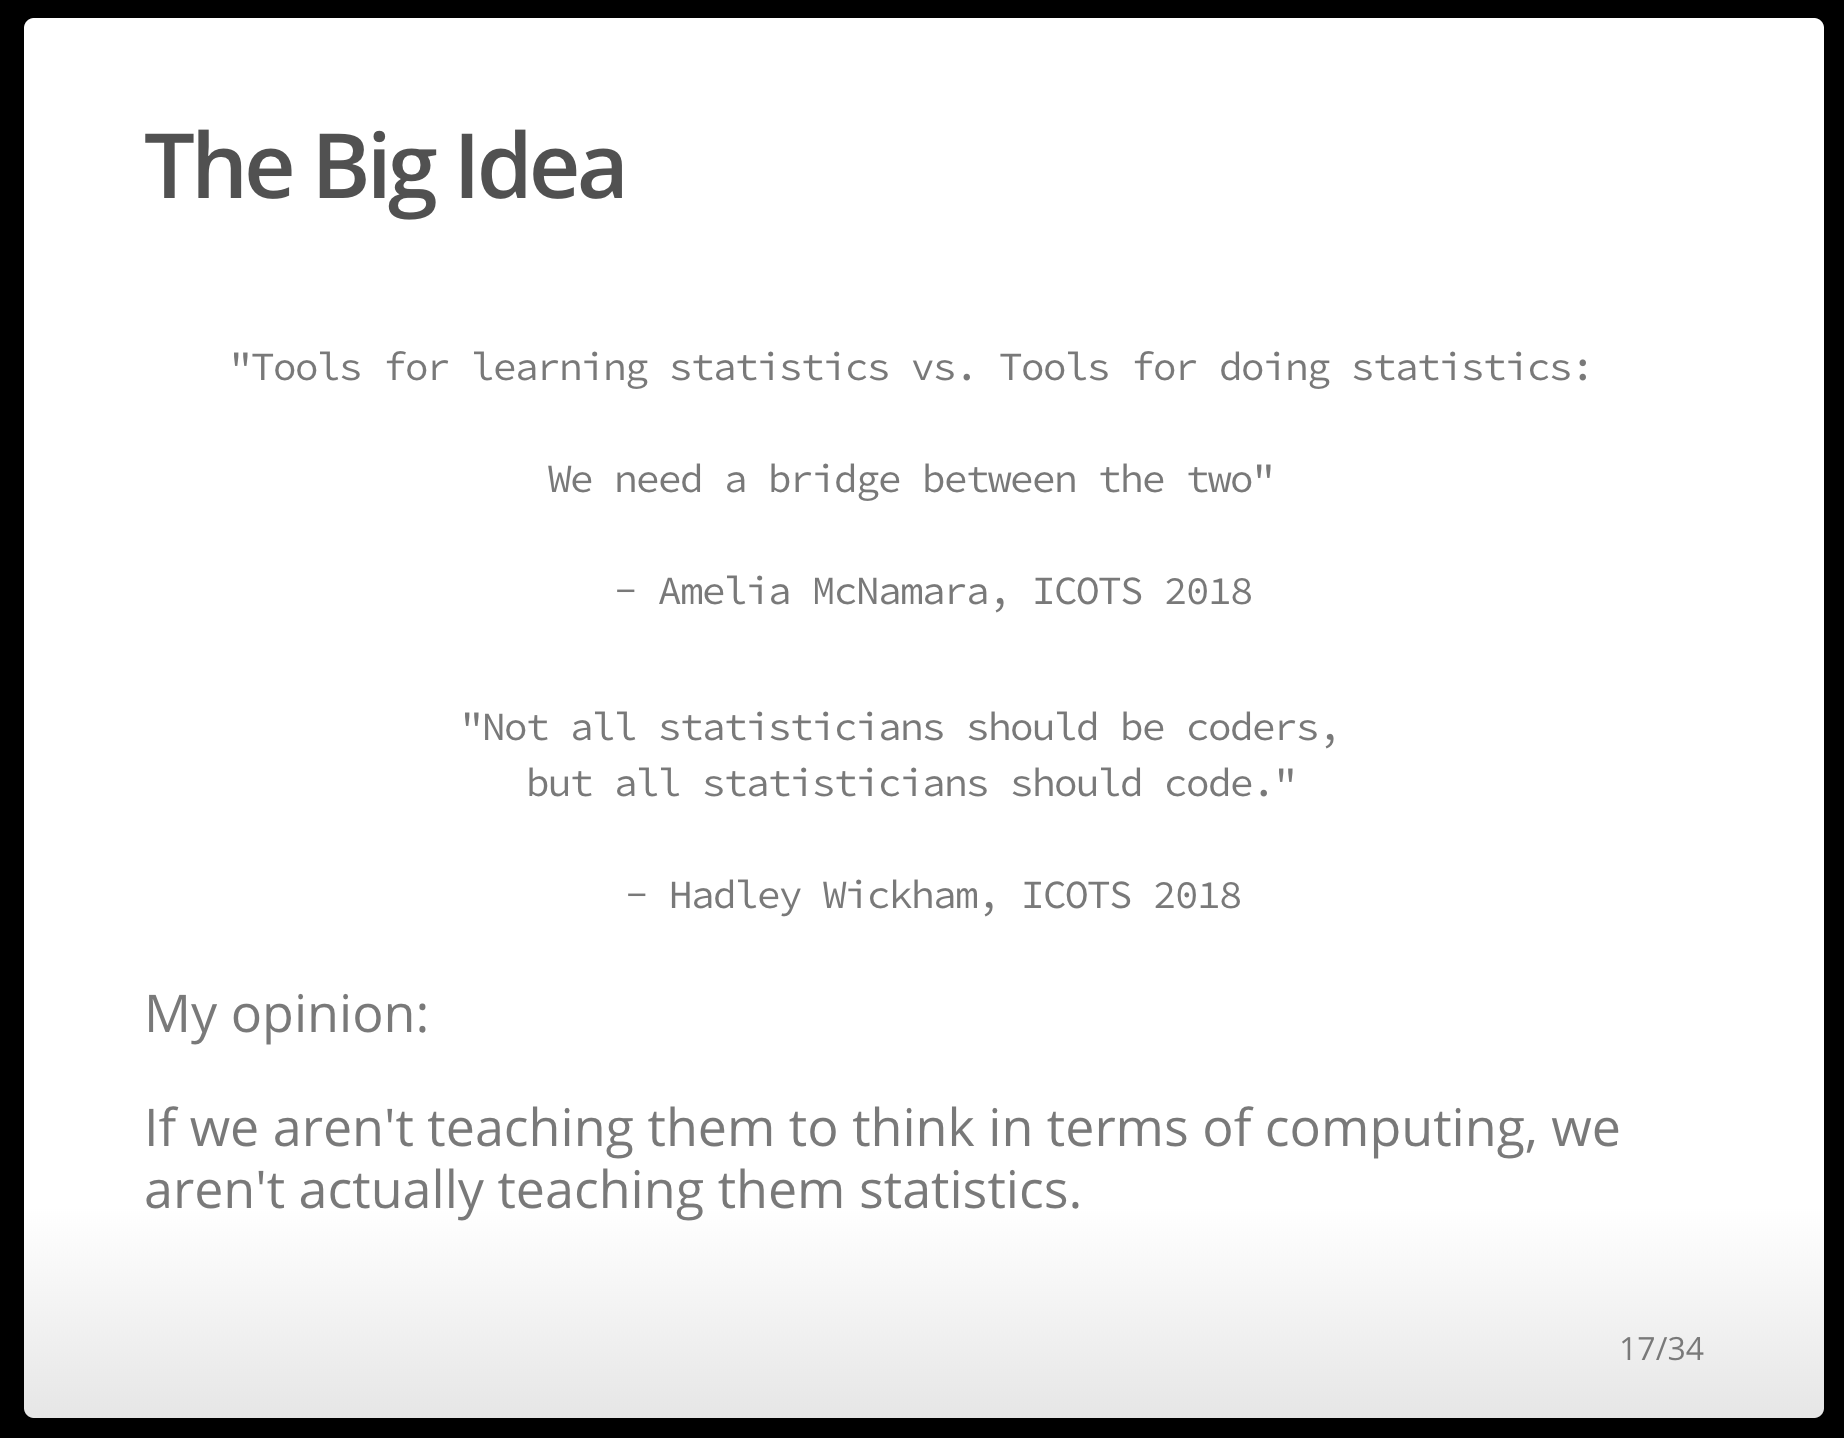 The Big Idea
"Tools for learning statistics vs. Tools for doing statistics:
We need a bridge between the two"
- Amelia McNamara, ICOTS 2018
"Not all statisticians should be coders,
but all statisticians should code."
- Hadley Wickham, ICOTS 2018
My opinion:
If we aren't teaching them to think in terms of computing, we
aren't actually teaching them statistics.
17/34